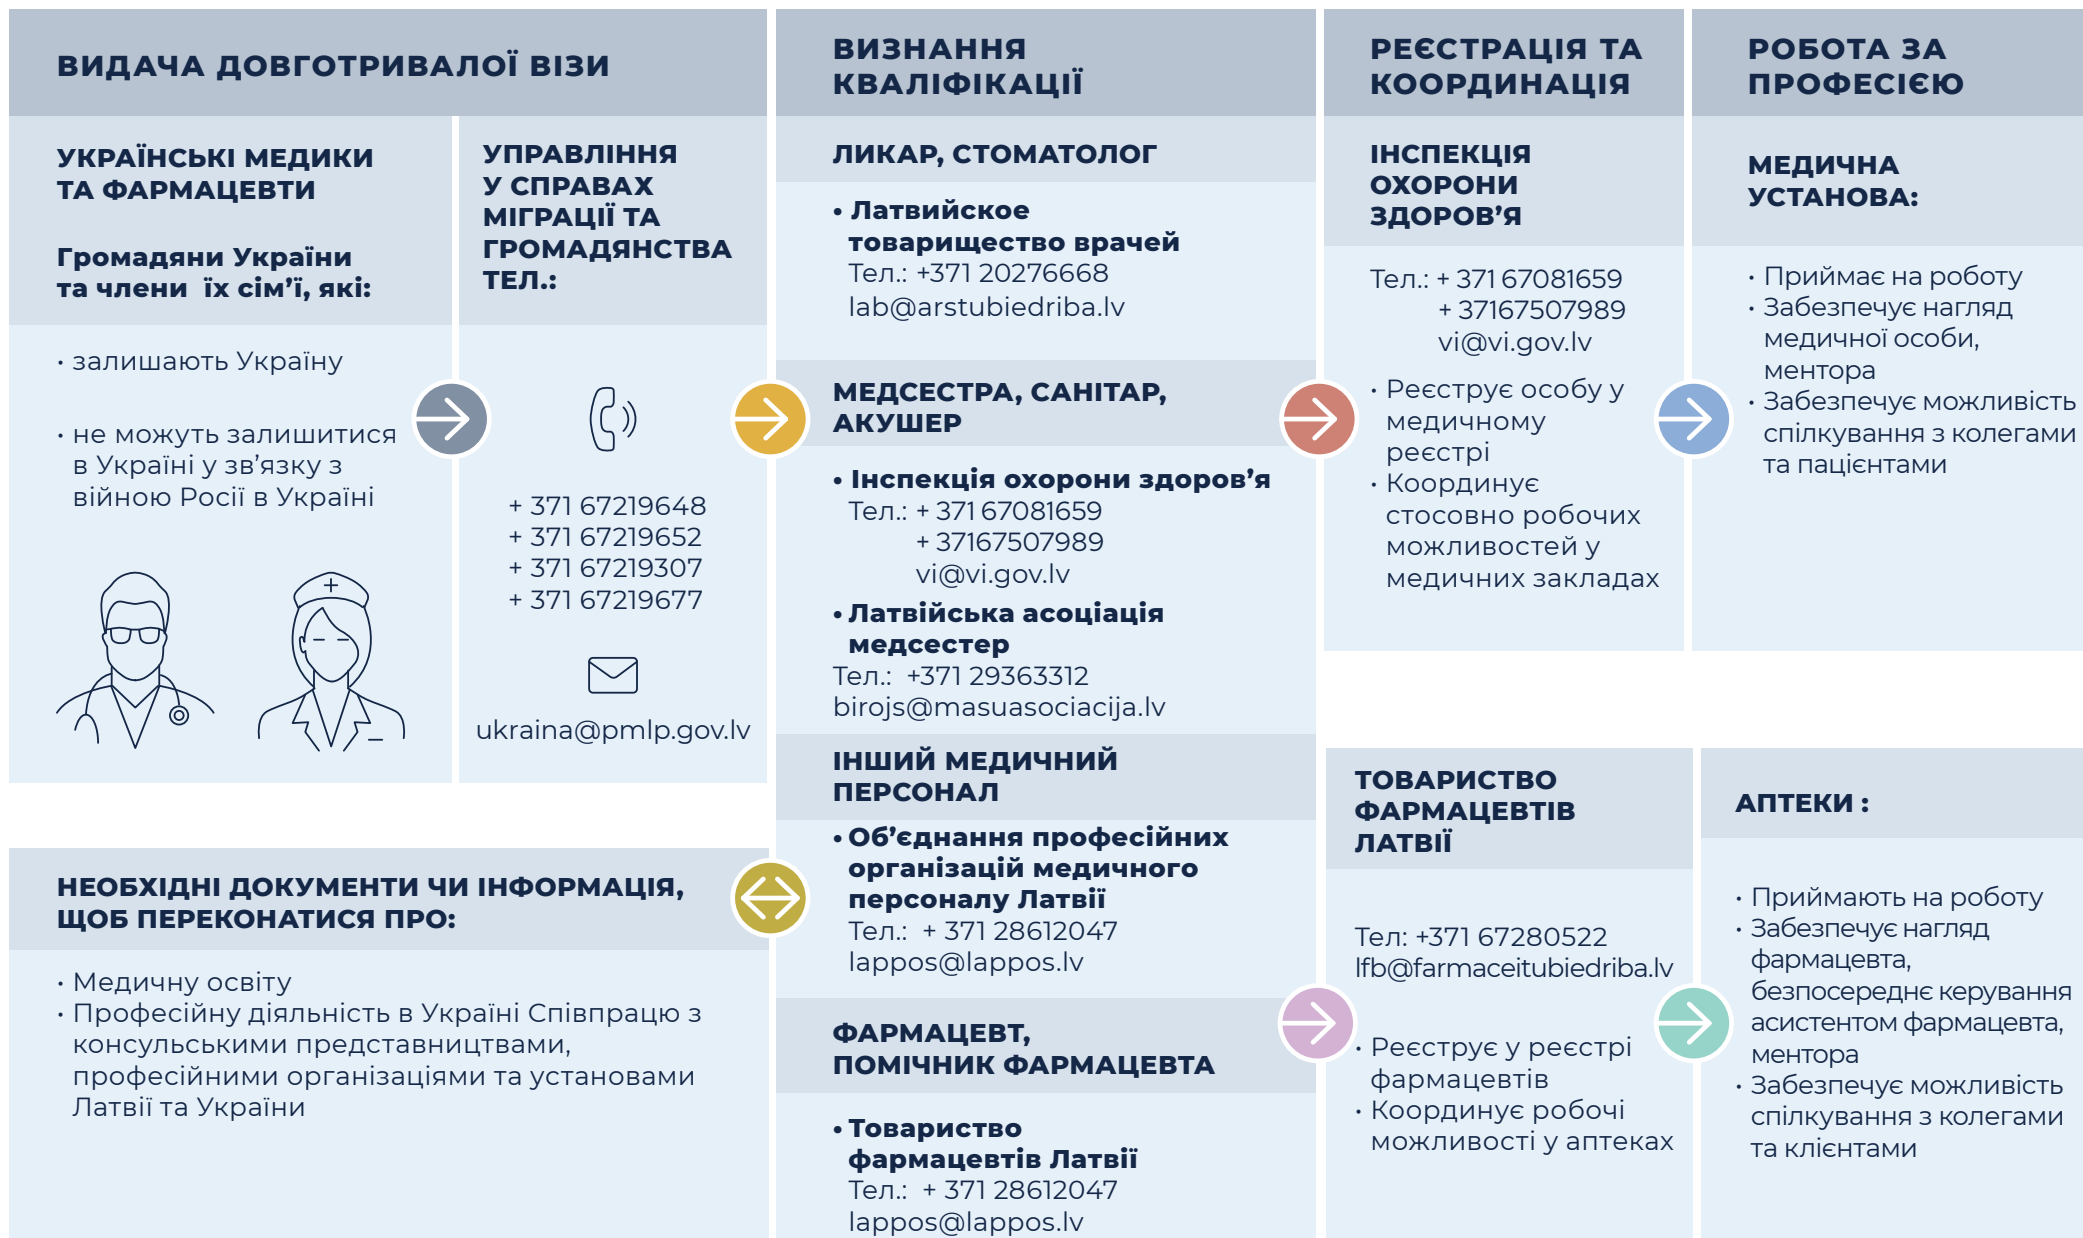 ВИДАЧА ДОВГОТРИВАЛОЇ ВІЗИ
УКРАЇНСЬКІ МЕДИКИ
ТА ФАРМАЦЕВТИ
Громадяни України
та члени їх сім’ї, які:
• залишають Україну
• не можуть залишитися
в Україні у зв’язку з
війною Росії в Україні
УПРАВЛІННЯ
У СПРАВАХ
МІГРАЦІЇ ТА
ГРОМАДЯНСТВА
ТЕЛ.:
+ 371 67219648
+ 371 67219652
+ 371 67219307
+ 371 67219677
ukraina@pmlp.gov.lv
НЕОБХІДНІ ДОКУМЕНТИ ЧИ ІНФОРМАЦІЯ,
ЩОБ ПЕРЕКОНАТИСЯ ПРО:
• Медичну освіту
• Професійну діяльність в Україні Співпрацю з
консульськими представництвами,
професійними організаціями та установами
Латвії та України
ВИЗНАННЯ
КВАЛІФІКАЦІЇ
ЛИКАР, СТОМАТОЛОГ
• Латвийское
товарищество врачей
Тел.: +371 20276668
lab@arstubiedriba.lv
МЕДСЕСТРА, САНІТАР,
АКУШЕР
• Інспекція охорони здоров’я
Тел.: + 371 67081659
+ 37167507989
vi@vi.gov.lv
• Латвійська асоціація
медсестер
Тел.: +371 29363312
birojs@masuasociacija.lv
ІНШИЙ МЕДИЧНИЙ
ПЕРСОНАЛ
• Об’єднання професійних
організацій медичного
персоналу Латвії
Тел.: + 371 28612047
lappos@lappos.lv
ФАРМАЦЕВТ,
ПОМІЧНИК ФАРМАЦЕВТА
• Товариство
фармацевтів Латвії
Тел.: + 371 28612047
lappos@lappos.lv
РЕЄСТРАЦІЯ ТА
КООРДИНАЦІЯ
ІНСПЕКЦІЯ
ОХОРОНИ
ЗДОРОВ’Я
Тел.: + 371 67081659
+ 37167507989
vi@vi.gov.lv
• Реєструє особу у
медичному
реєстрі
• Координує
стосовно робочих
можливостей у
медичних закладах
РОБОТА ЗА
ПРОФЕСІЄЮ
МЕДИЧНА
УСТАНОВА:
• Приймає на роботу
• Забезпечує нагляд
медичної особи,
ментора
• Забезпечує можливість
спілкування з колегами
та пацієнтами
ТОВАРИСТВО
ФАРМАЦЕВТІВ
ЛАТВІЇ
Тел: +371 67280522
lfb@farmaceitubiedriba.lv
• Реєструє у реєстрі
фармацевтів
• Координує робочі
можливості у аптеках
АПТЕКИ :
• Приймають на роботу
• Забезпечує нагляд
фармацевта,
безпосереднє керування
асистентом фармацевта,
ментора
• Забезпечує можливість
спілкування з колегами
та клієнтами